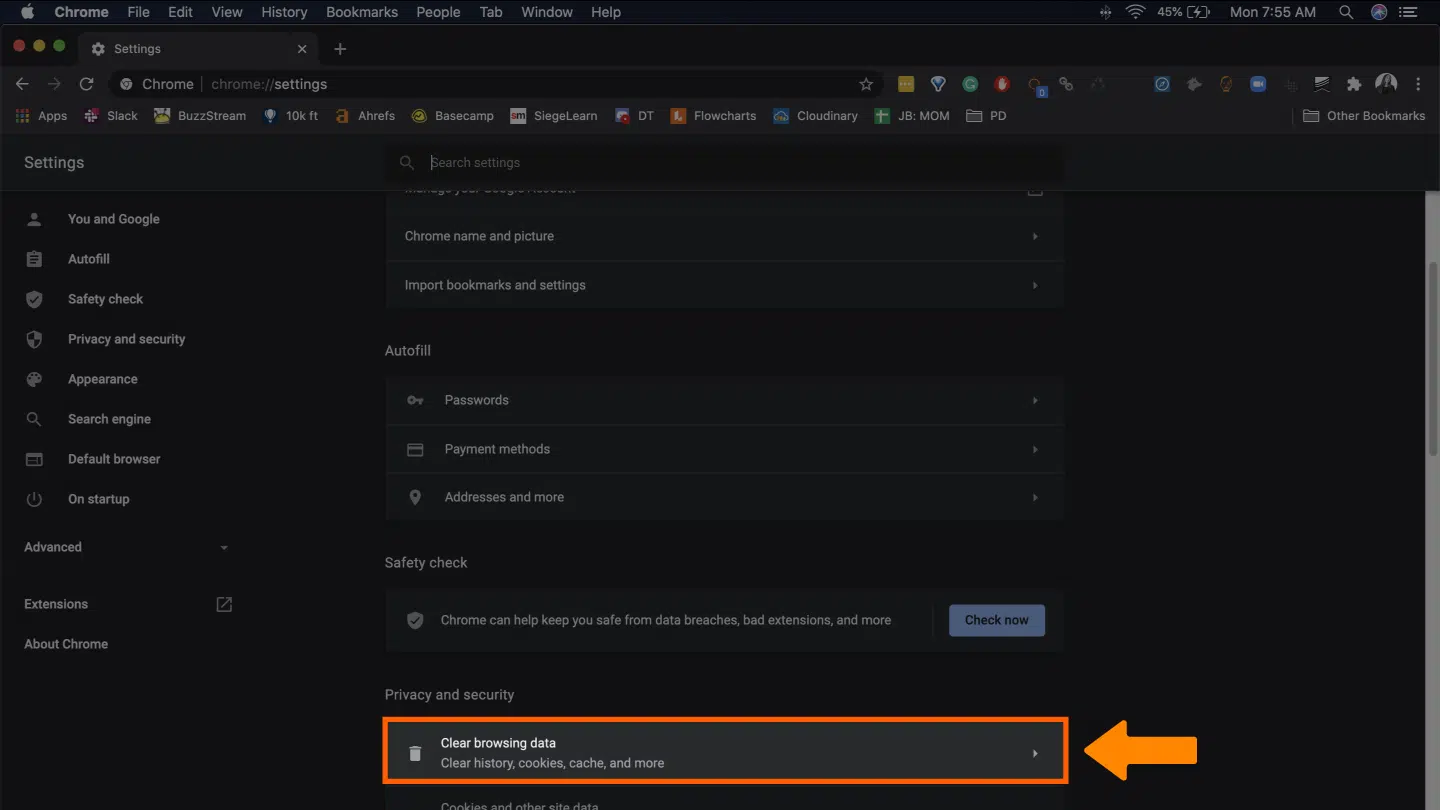 Chrome File Edit View History Bookmarks People Tab Window Help 45% Mon 7:55 AM
Settings
Chrome chrome://settings
0
Apps Slack BuzzStream 10k ft Ahrefs Basecamp sm SiegeLearn DT Flowcharts Cloudinary JB: MOM PD Other Bookmarks
Settings Search settings
Manage your Google Account
You and Google
Chrome name and picture
Autofill
Import bookmarks and settings
Safety check
Privacy and security
Autofill
Appearance
Passwords
Search engine
Payment methods
Default browser
Addresses and more
On startup
Advanced
Safety check
Extensions
Chrome can help keep you safe from data breaches, bad extensions, and more Check now
About Chrome
Privacy and security
Clear browsing data
Clear history, cookies, cache, and more
Cookies and other site data